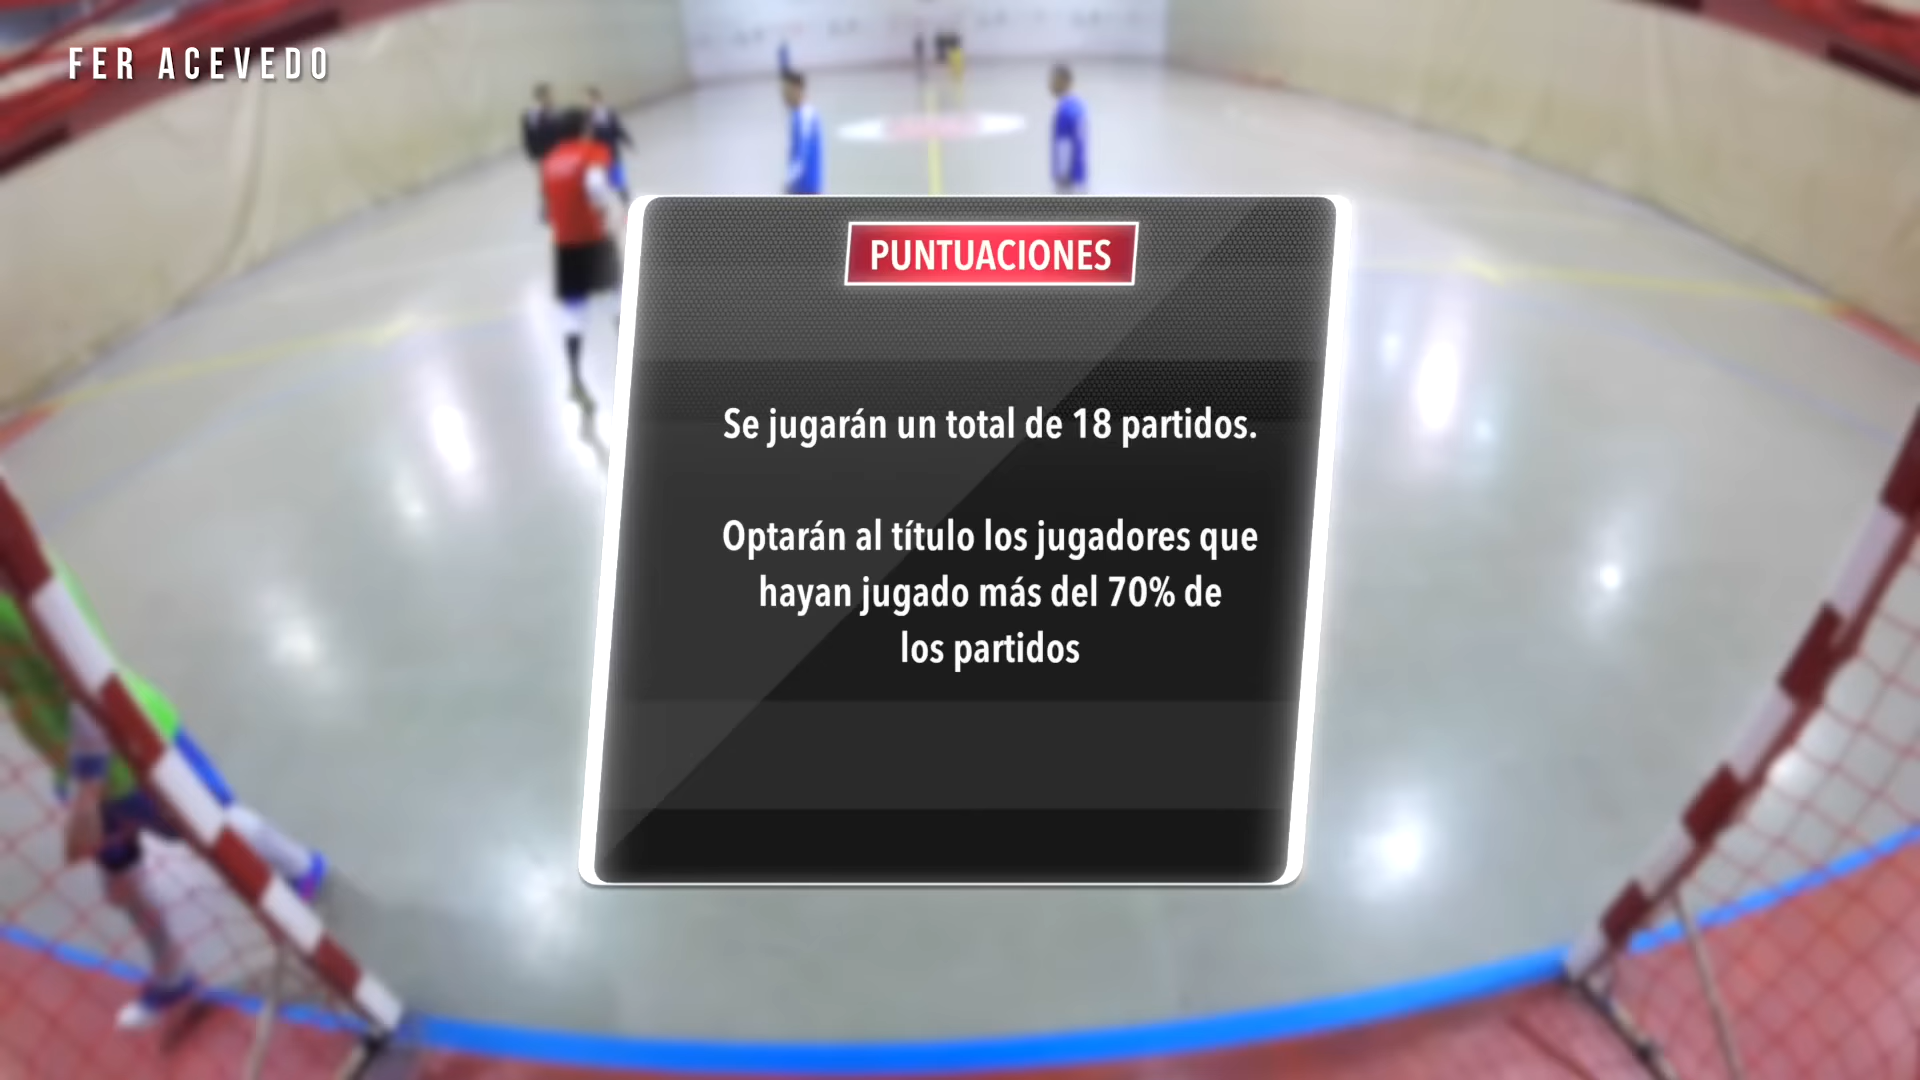 FER ACEVEDO
PUNTUACIONES
Se jugarán un total de 18 partidos.
Optarán al título los jugadores que
hayan jugado más del 70% de
los partidos